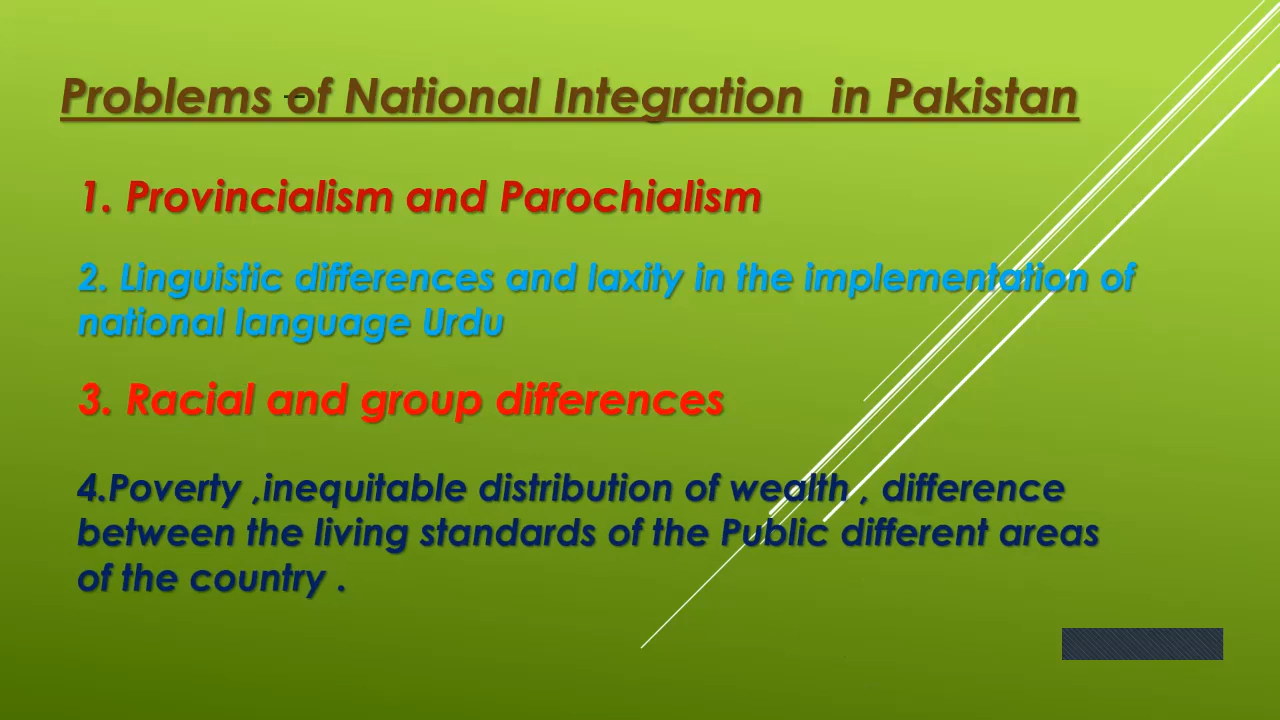 Problems of National Integration  in Pakistan
1. Provincialism and Parochialism
2. Linguistic differences and laxity in the implementation of
national language Urdu
3. Racial and group differences
4.Poverty ,inequitable distribution of wealth , difference
between the living standards of the Public different areas
of the country .